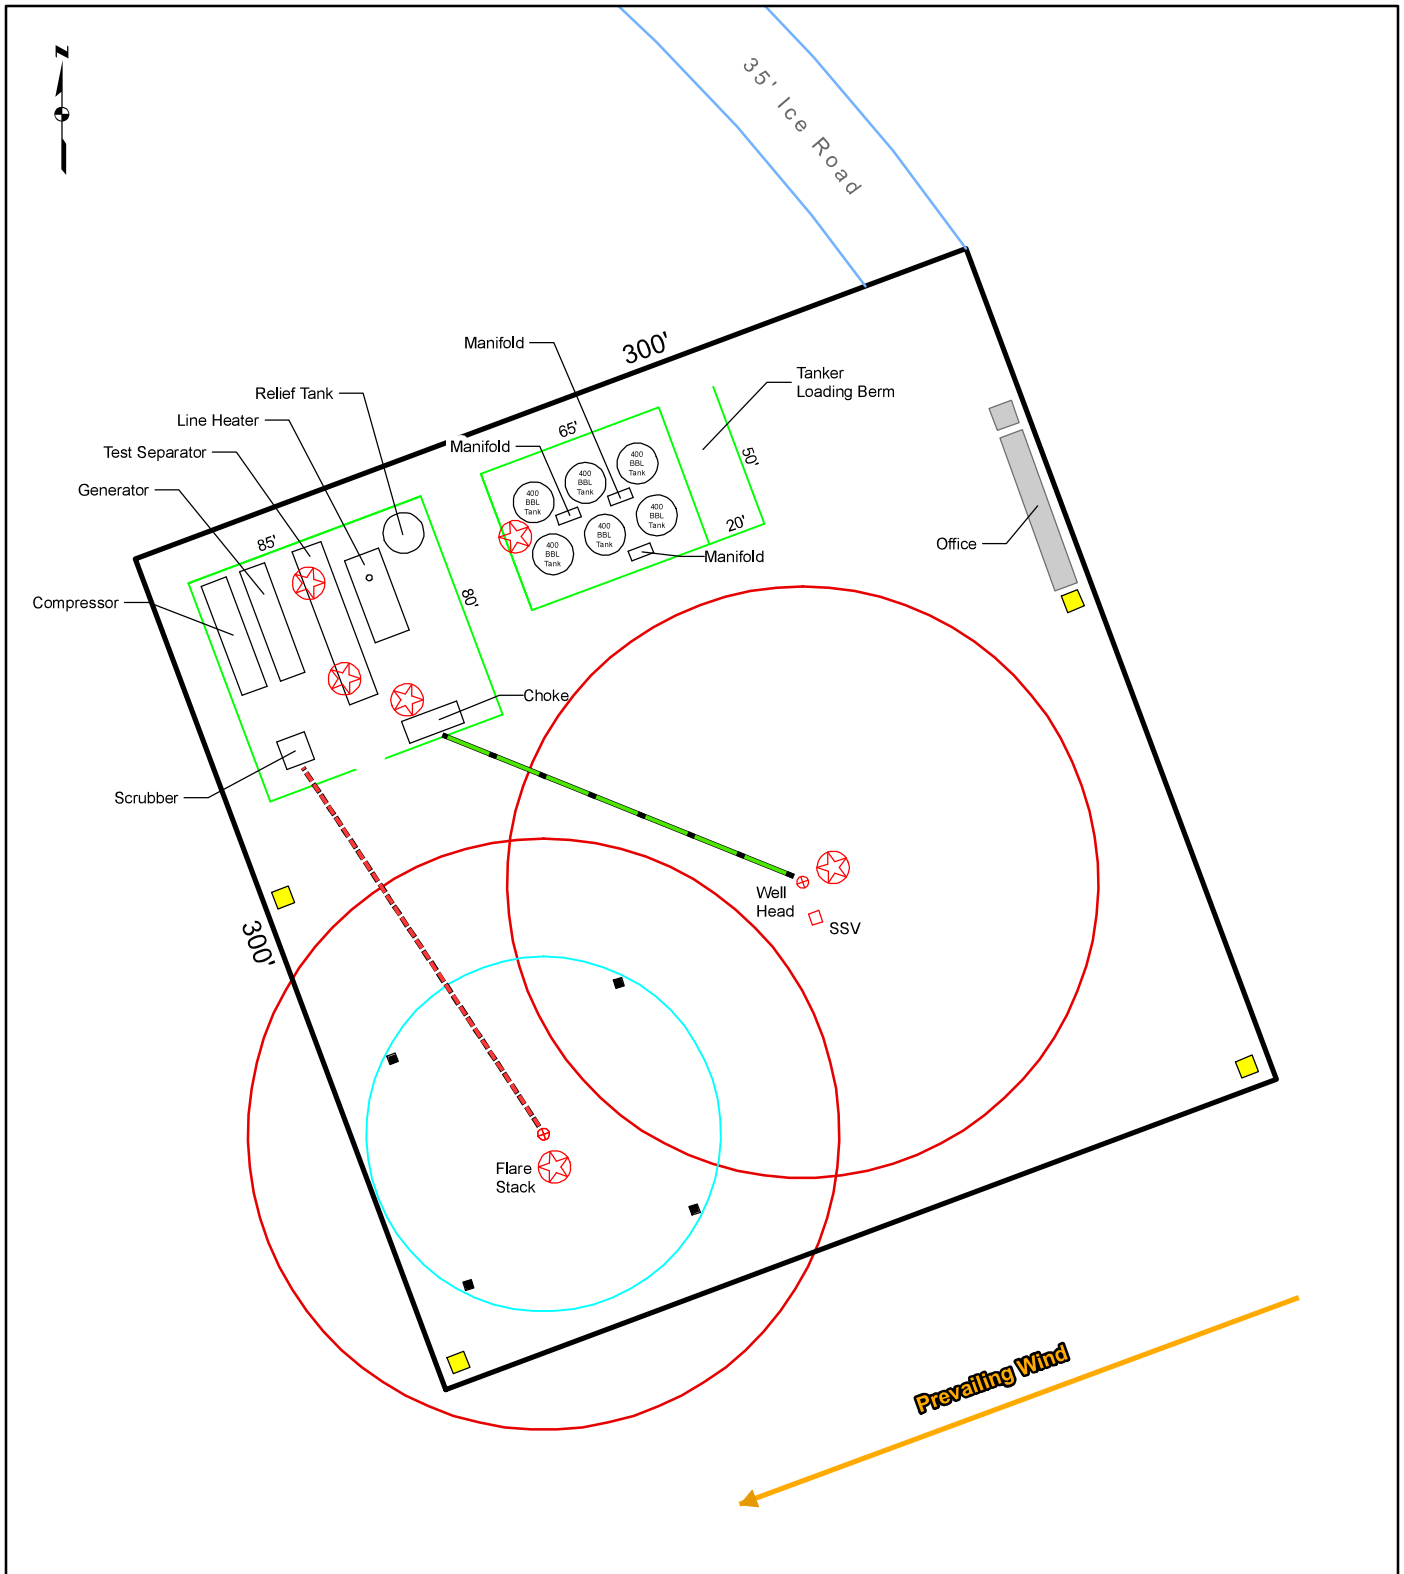 N
35' Ice Road
300'
Manifold
Tanker
Loading Berm
Relief Tank
Line Heater
65'
Manifold
Test Separator
50'
400
BBL
Tank
400
BBL
Tank
400
BBL
Tank
Generator
400
BBL
Tank
400
BBL
Tank
400
BBL
Tank
20'
85'
Office
Manifold
Compressor
80'
Choke
Scrubber
Well
Head
SSV
300'
Flare
Stack
Prevailing Wind